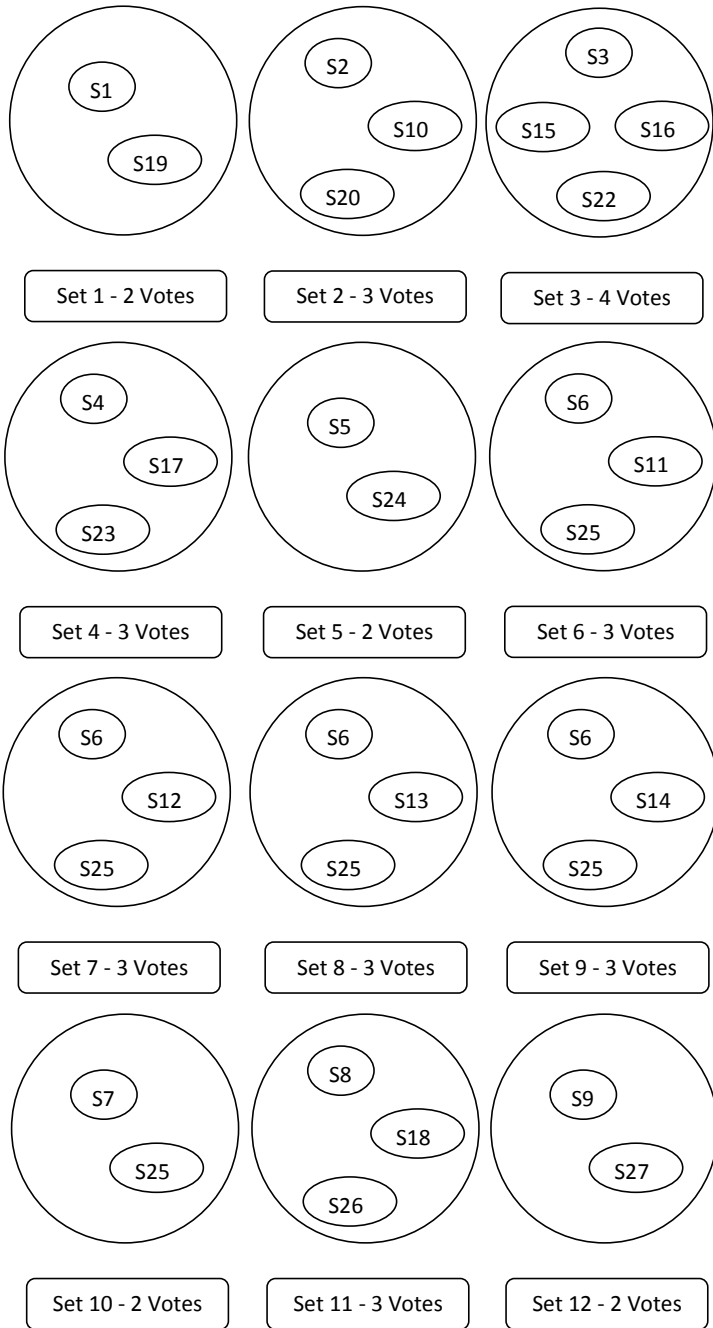 S1
S19
S2
S10
S20
S3
S15
S16
S22
Set 1 - 2 Votes
Set 2 - 3 Votes
Set 3 - 4 Votes
S4
S17
S23
S5
S24
S6
S11
S25
Set 4 - 3 Votes
Set 5 - 2 Votes
Set 6 - 3 Votes
S6
S12
S25
S6
S13
S25
S6
S14
S25
Set 7 - 3 Votes
Set 8 - 3 Votes
Set 9 - 3 Votes
S7
S25
S8
S18
S26
S9
S27
Set 10 - 2 Votes
Set 11 - 3 Votes
Set 12 - 2 Votes